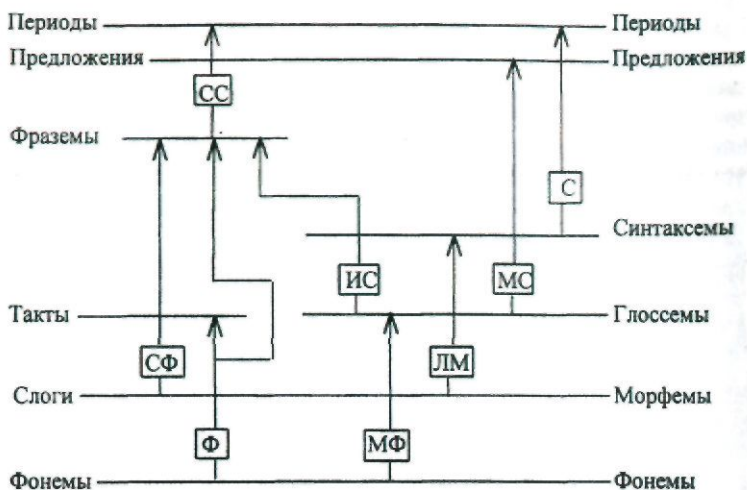 Периоды Периоды
Предложения Предложения
СС
Фраземы
С
Синтаксемы
ИС МС
Такты Глоссемы
СФ ЛМ
Слоги Морфемы
Ф МФ
Фонемы Фонемы